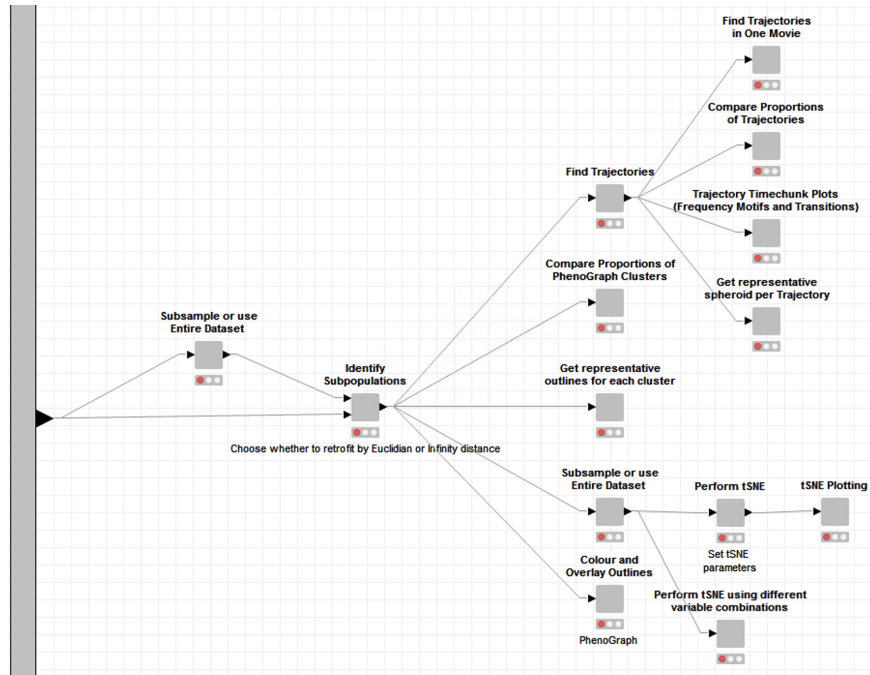 Find Trajectories
in One Movie
Compare Proportions
of Trajectories
Find Trajectories
Trajectory Timechunk Plots
(Frequency Motifs and Transitions)
Compare Proportions of
PhenoGraph Clusters
Get representative
spheroid per Trajectory
Subsample or use
Entire Dataset
Identify
Subpopulations
Get representative
outlines for each cluster
Choose whether to retrofit by Euclidian or Infinity distance
Subsample or use
Entire Dataset
Perform tSNE
tSNE Plotting
Set tSNE
parameters
Colour and
Overlay Outlines
PhenoGraph
Perform tSNE using different
variable combinations